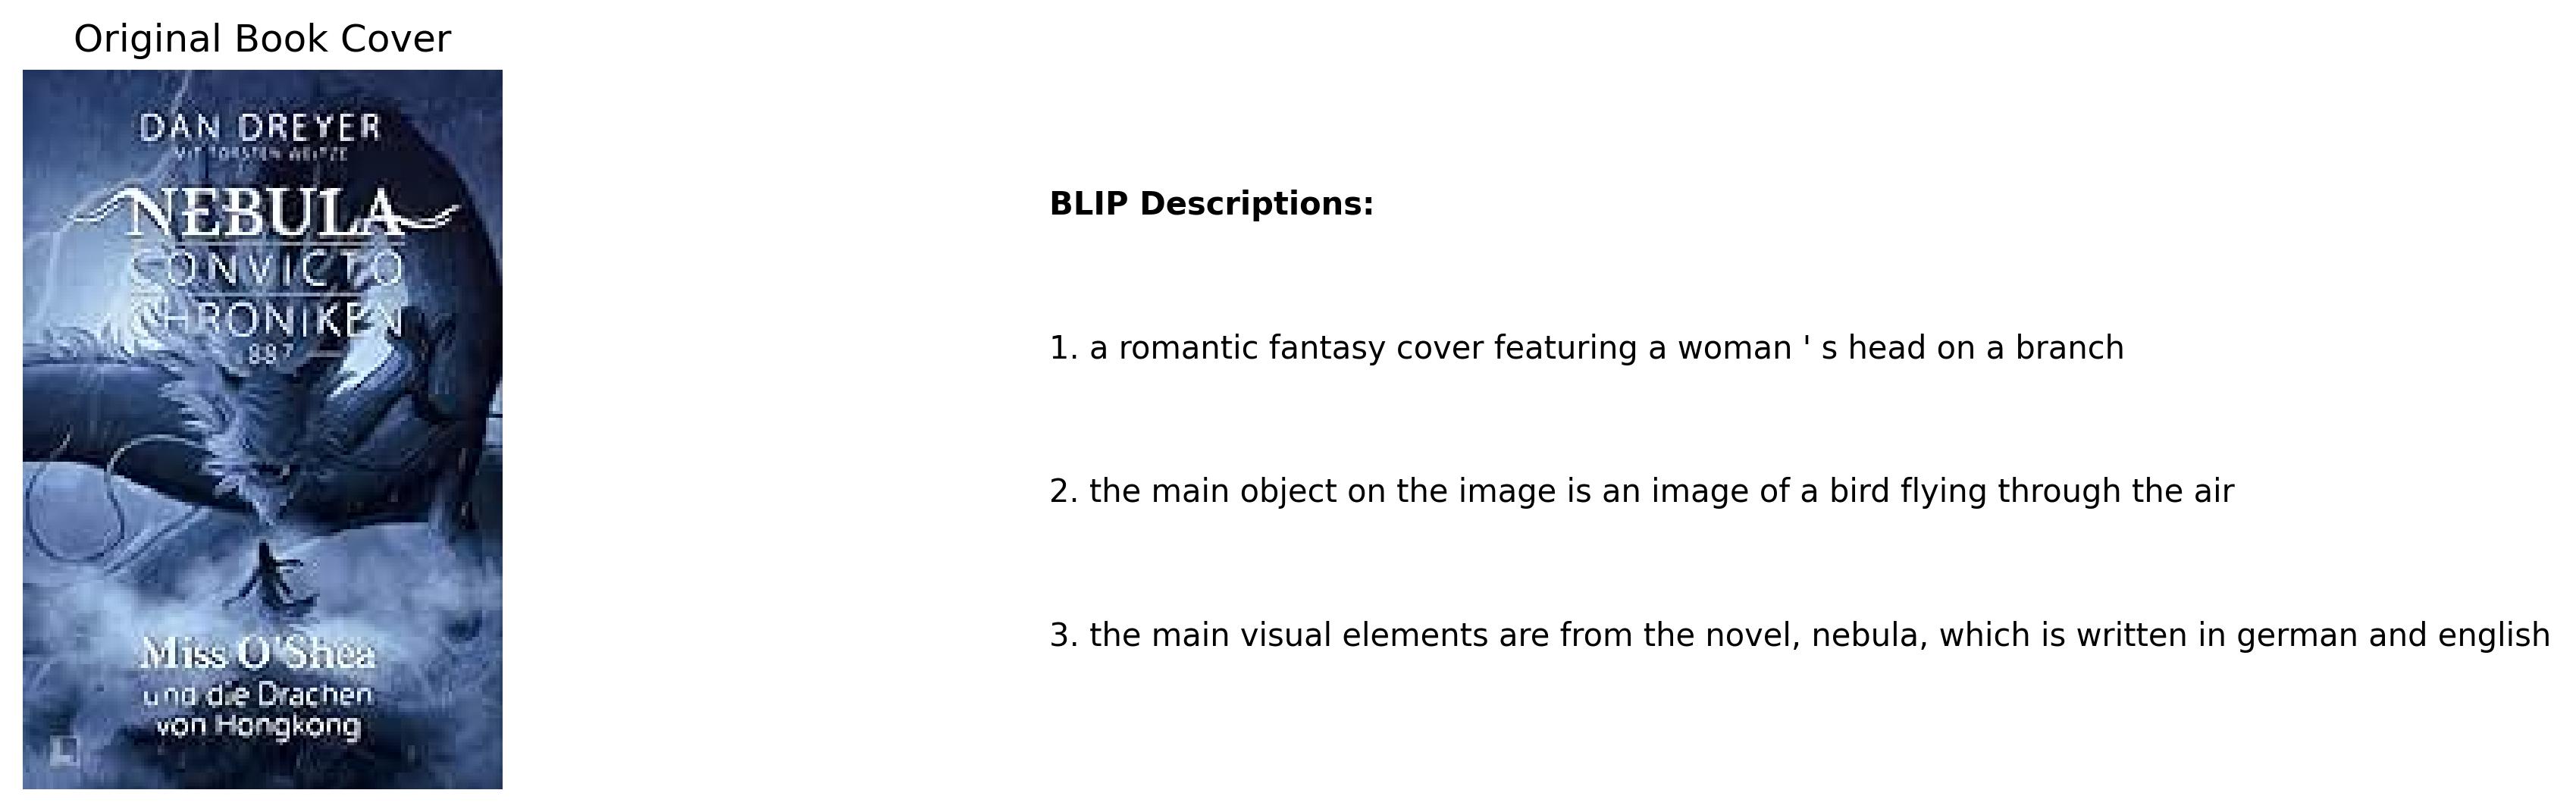 Original Book Cover
DAN DREYER
MIT TORSTEN WEITZE
NEBULA
CONVICTO
CHRONIKEN
1887
Miss O'Shea
und die Drachen
von Hongkong
BLIP Descriptions:
1. a romantic fantasy cover featuring a woman ' s head on a branch
2. the main object on the image is an image of a bird flying through the air
3. the main visual elements are from the novel, nebula, which is written in german and english